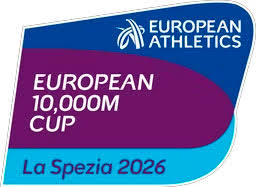 EUROPEAN
ATHLETICS
EUROPEAN
10,000M
CUP
La Spezia 2026